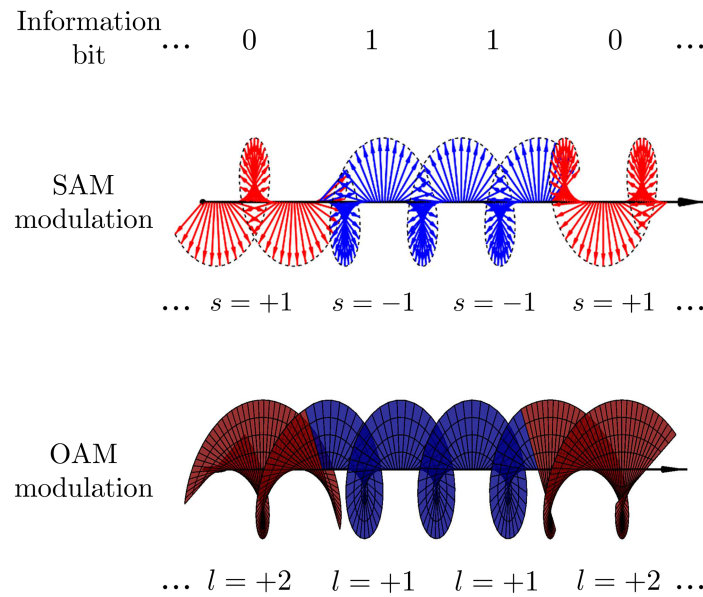 Information
bit
... 0 1 1 0 ...
SAM
modulation
... s = +1 s = −1 s = −1 s = +1 ...
OAM
modulation
... l = +2 l = +1 l = +1 l = +2 ...